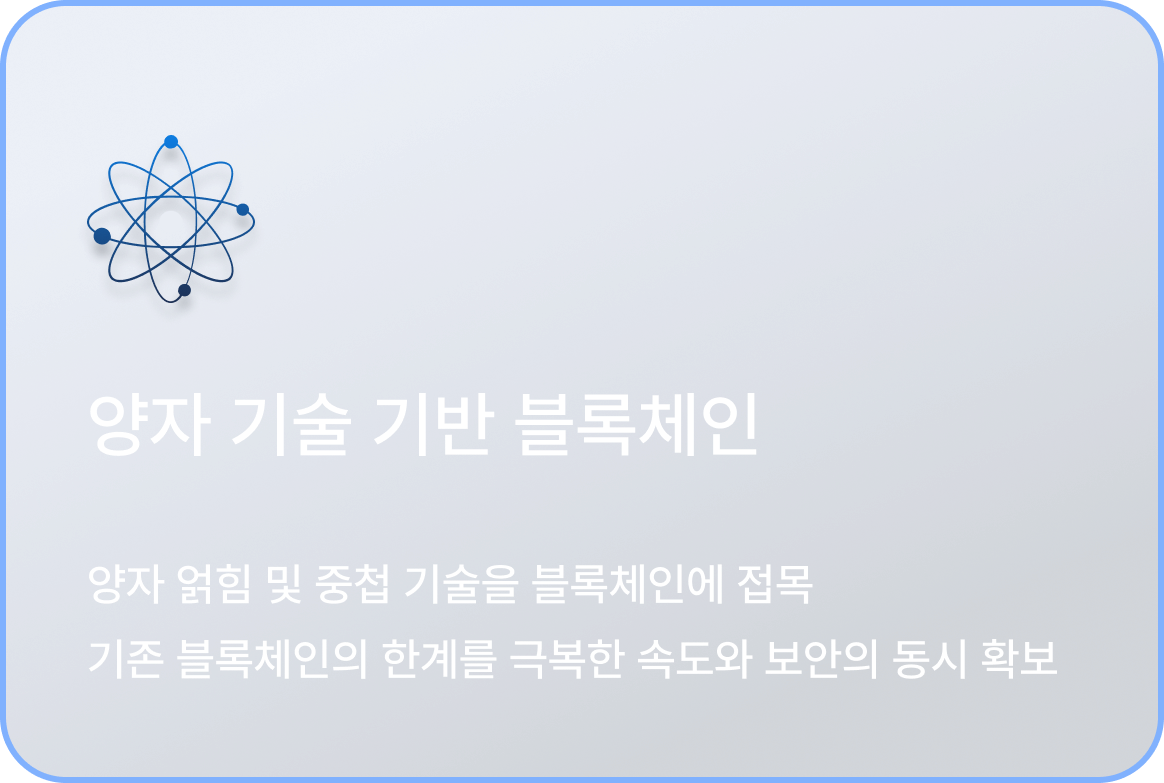 양자 기술 기반 블록체인
양자 얽힘 및 중첩 기술을 블록체인에 접목
기존 블록체인의 한계를 극복한 속도와 보안의 동시 확보